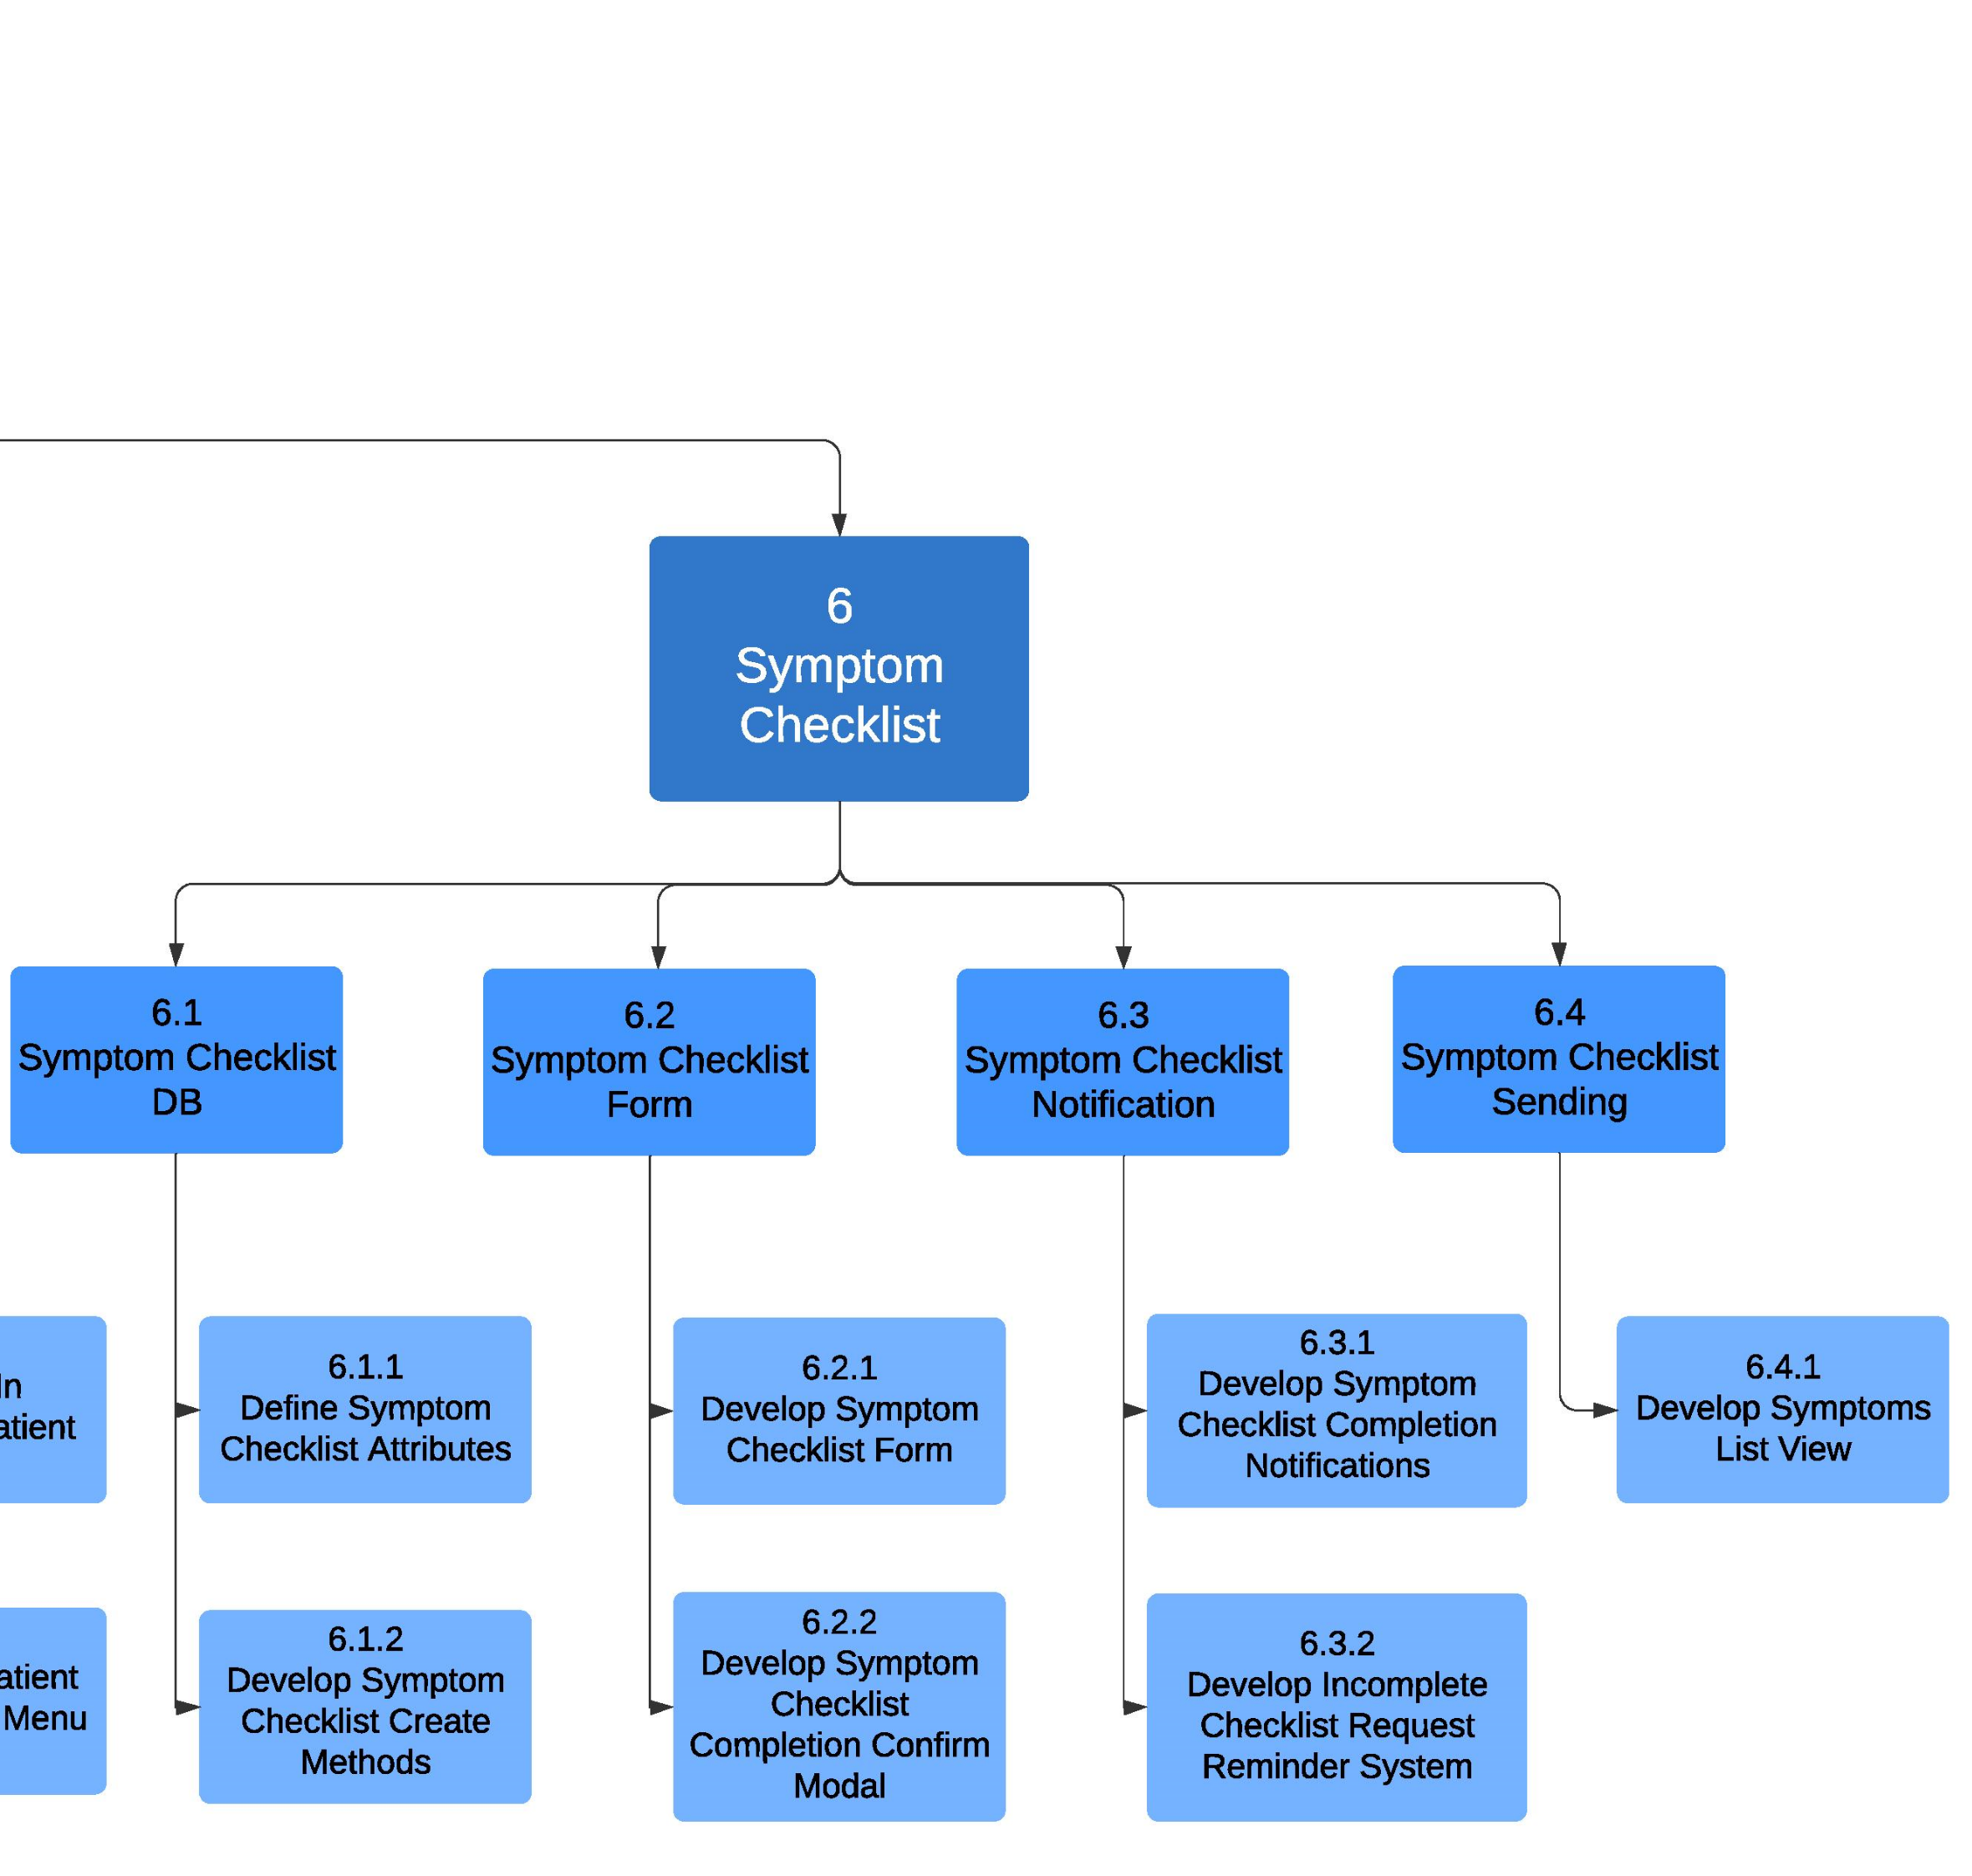 6
Symptom
Checklist
6.1
Symptom Checklist
DB
6.2
Symptom Checklist
Form
6.3
Symptom Checklist
Notification
6.4
Symptom Checklist
Sending
6.1.1
Define Symptom
Checklist Attributes
6.2.1
Develop Symptom
Checklist Form
6.3.1
Develop Symptom
Checklist Completion
Notifications
6.4.1
Develop Symptoms
List View
Menu
6.1.2
Develop Symptom
Checklist Create
Methods
6.2.2
Develop Symptom
Checklist
Completion Confirm
Modal
6.3.2
Develop Incomplete
Checklist Request
Reminder System